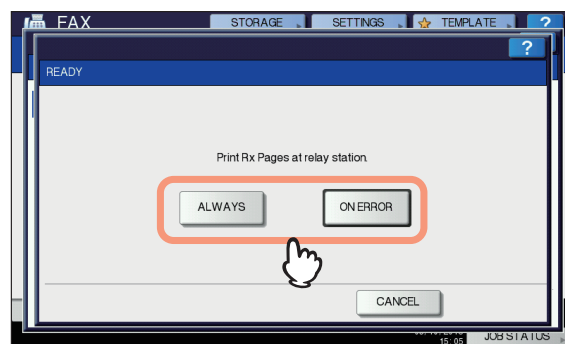 FAX
STORAGE SETTINGS TEMPLATE ?
?
READY
Print Rx Pages at relay station.
ALWAYS ON ERROR
CANCEL
15:05 JOB STATUS